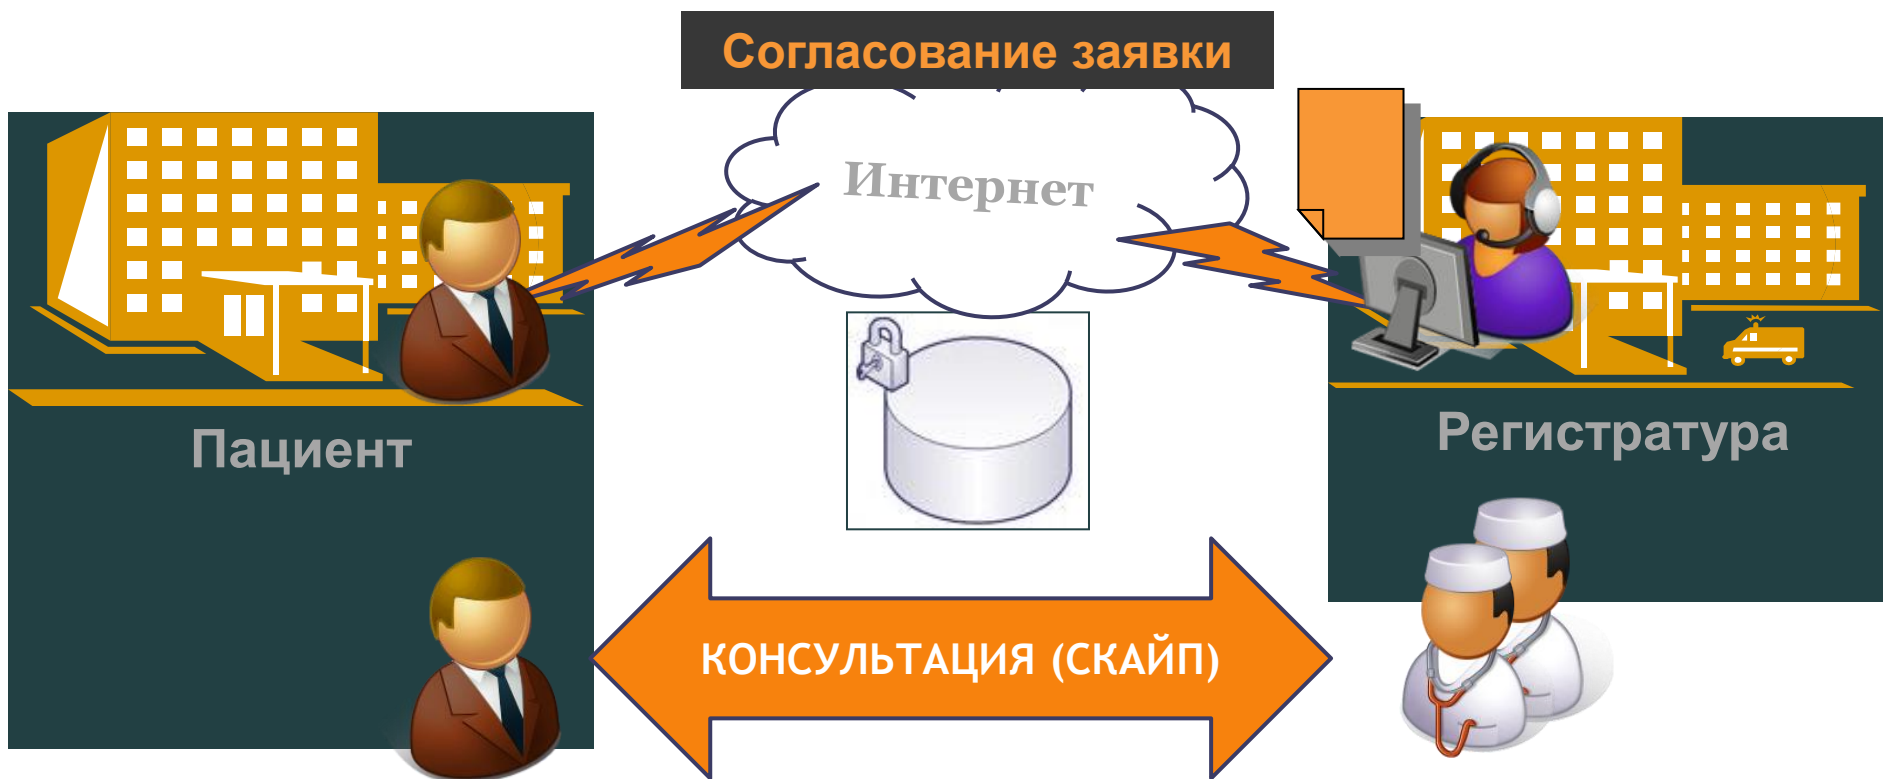 Согласование заявки
Интернет
Пациент
Регистратура
КОНСУЛЬТАЦИЯ (СКАЙП)